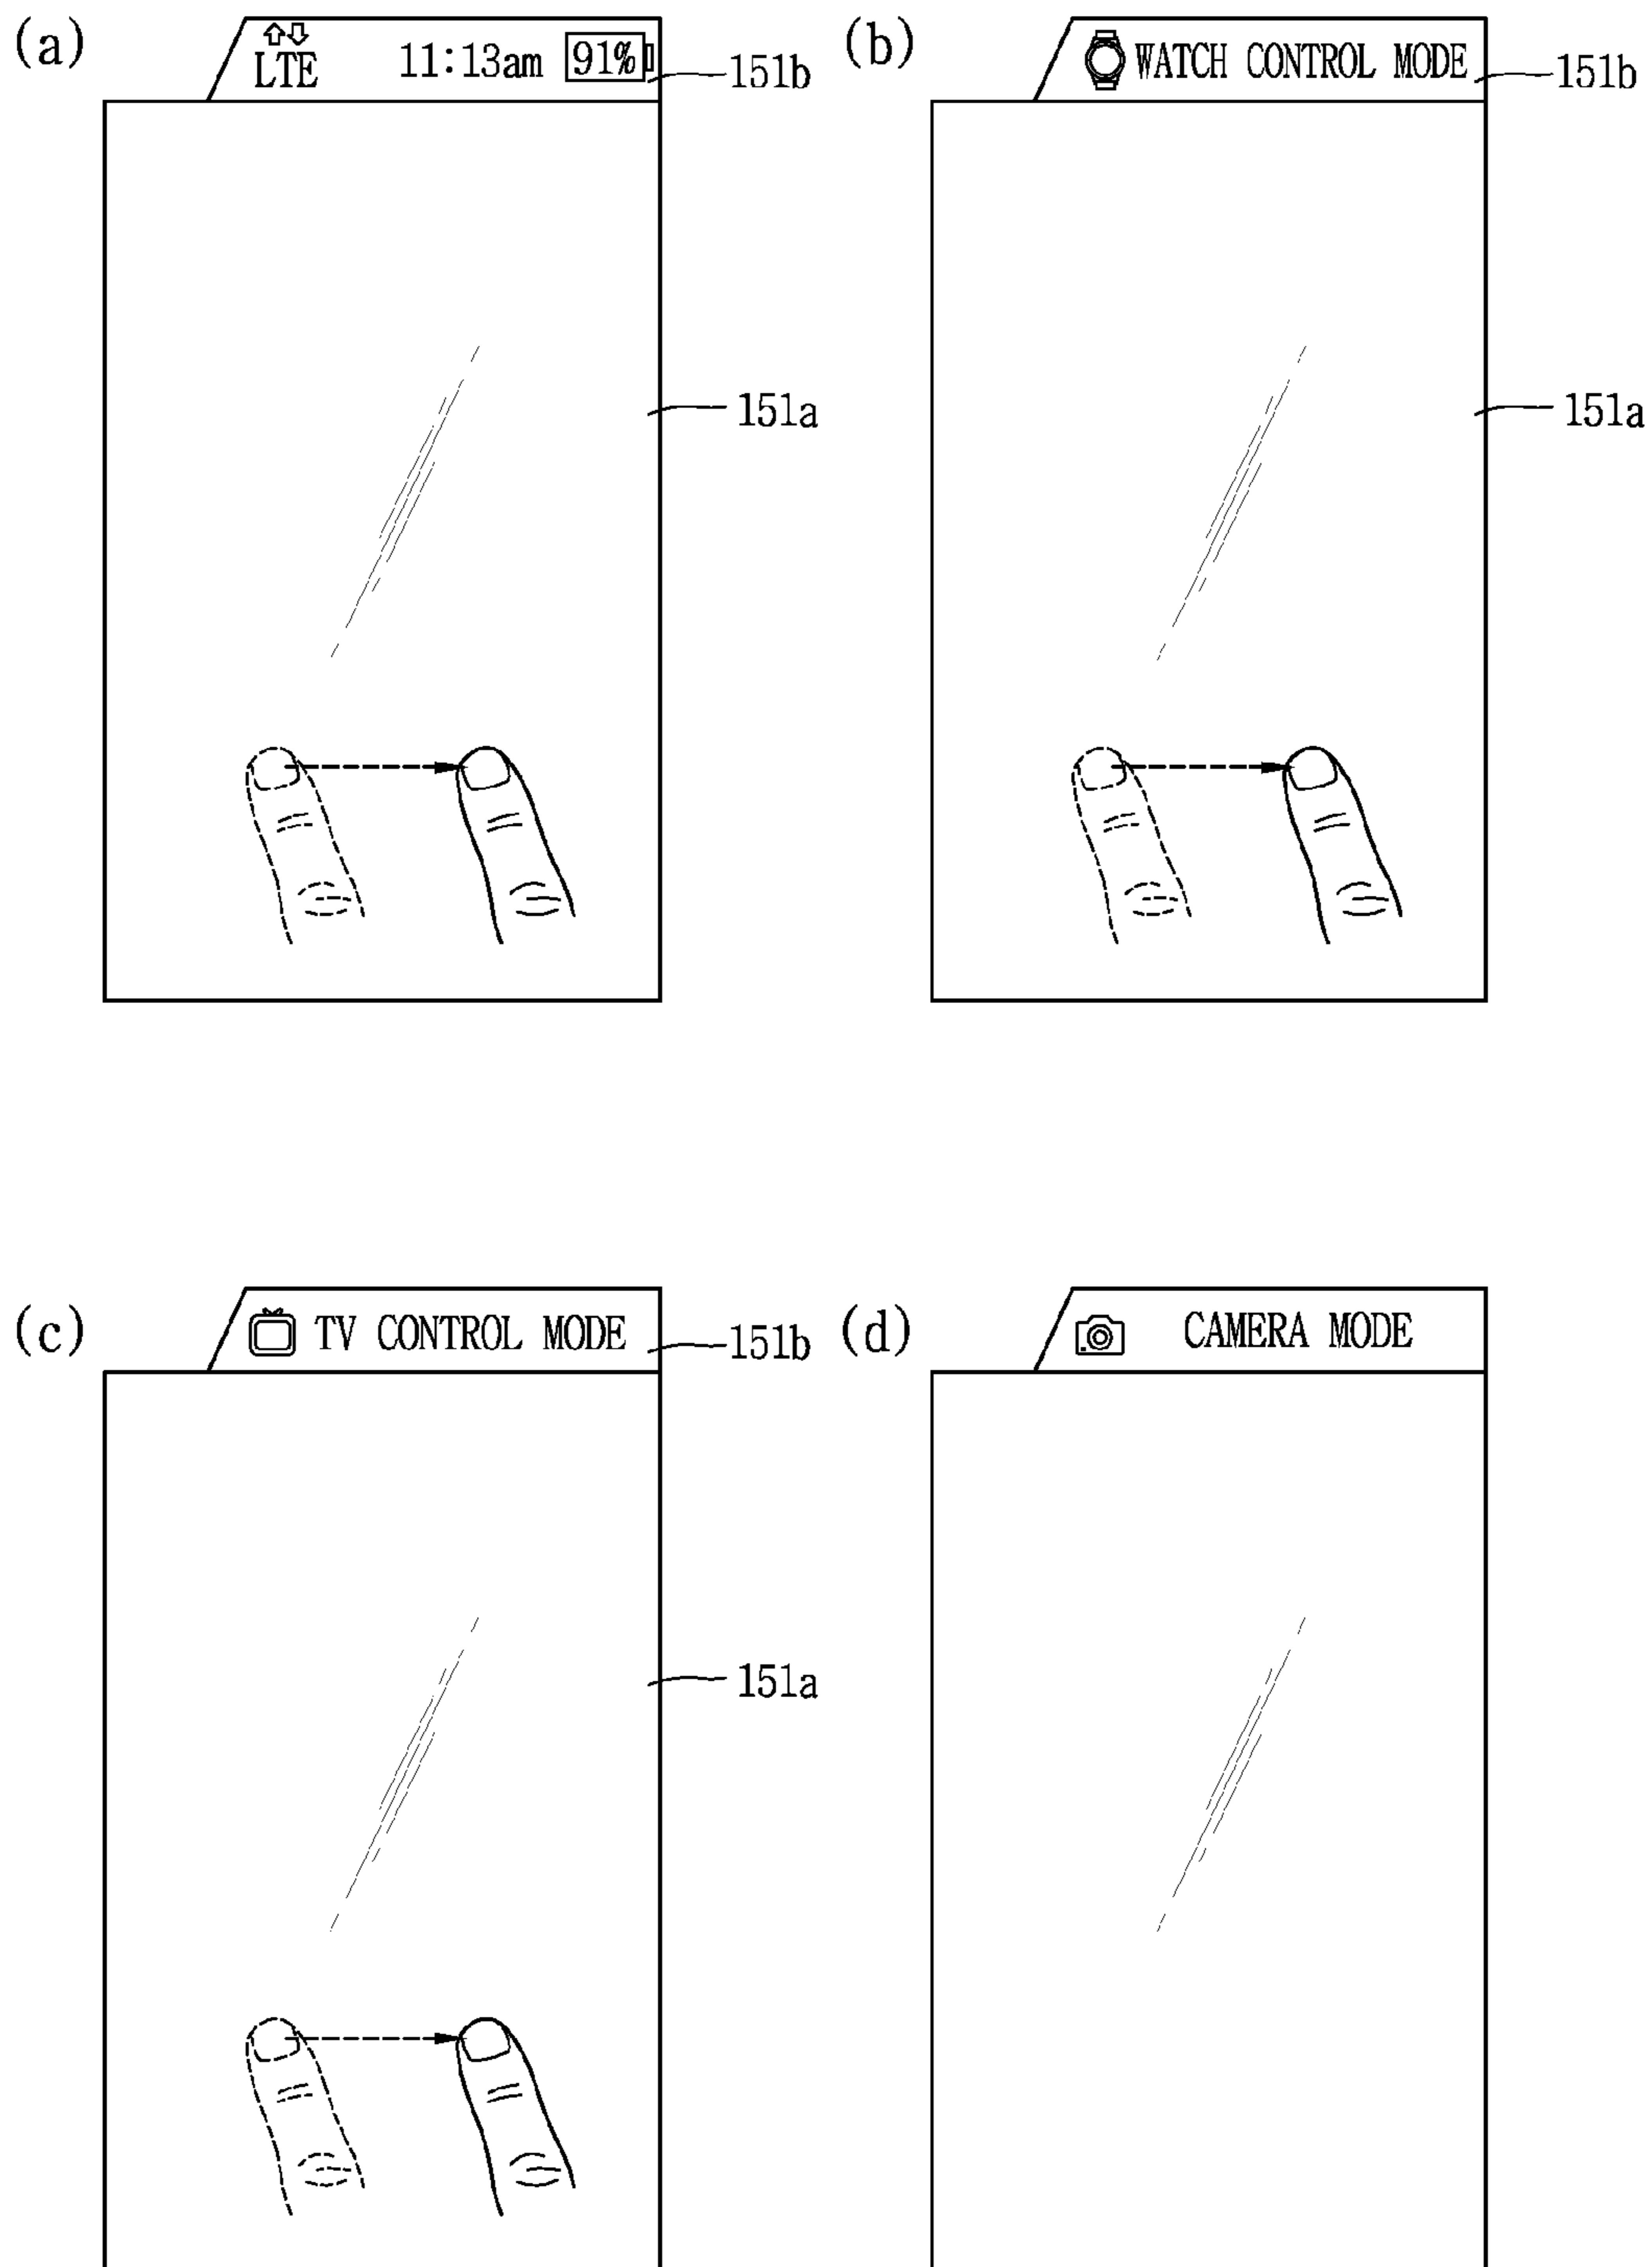 (a)
LTE 11:13am 91%
151b
151a
(b)
WATCH CONTROL MODE
151b
151a
(c)
TV CONTROL MODE
151b
151a
(d)
CAMERA MODE